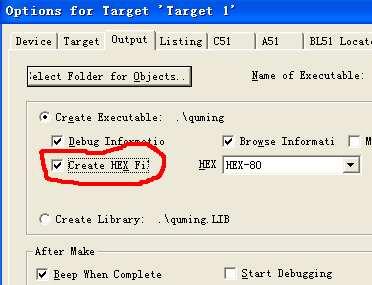 Options for Target 'Target 1'
Device Target Output Listing C51 A51 BL51 Locate
Select Folder for Objects.. Name of Executable:
Create Executable: .\quming
Debug Informatio Browse Informati M
Create HEX Fi HEX HEX-80
Create Library: .\quming.LIB
After Make
Beep When Complete Start Debugging